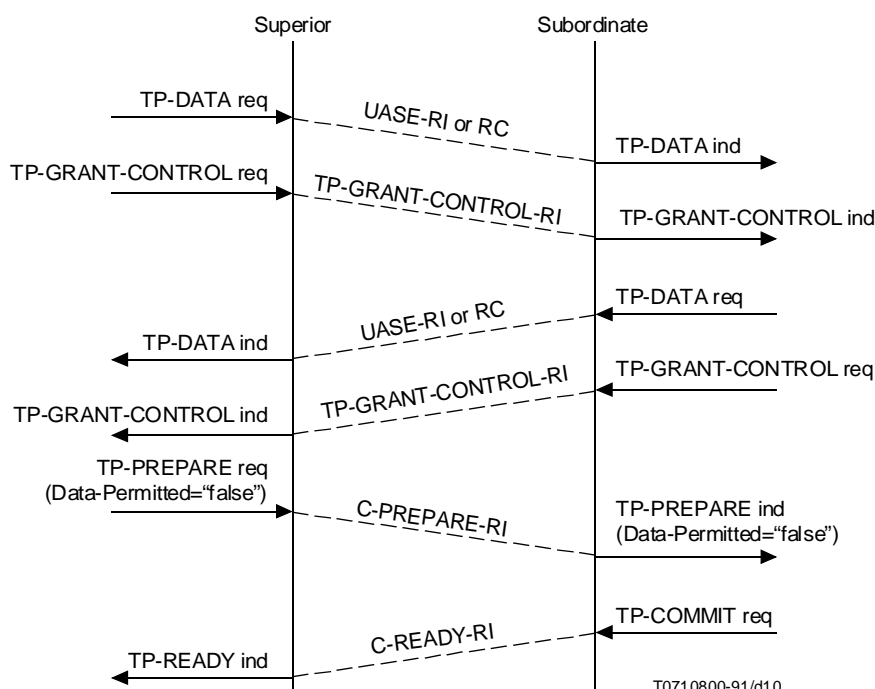 Superior
Subordinate
TP-DATA req
UASE-RI or RC
TP-DATA ind
TP-GRANT-CONTROL req
TP-GRANT-CONTROL-RI
TP-GRANT-CONTROL ind
TP-DATA req
UASE-RI or RC
TP-DATA ind
TP-GRANT-CONTROL req
TP-GRANT-CONTROL-RI
TP-GRANT-CONTROL ind
TP-PREPARE req
(Data-Permitted=“false”)
C-PREPARE-RI
TP-PREPARE ind
(Data-Permitted=“false”)
TP-COMMIT req
C-READY-RI
TP-READY ind
T0710800-91/d10